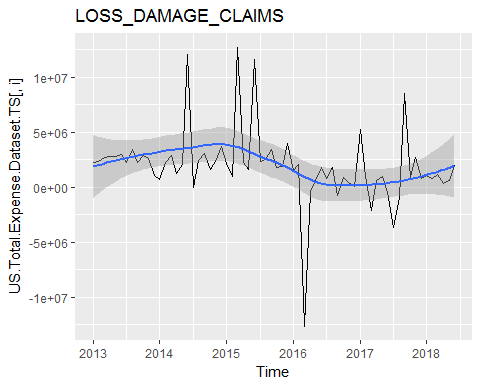 LOSS_DAMAGE_CLAIMS
US.Total.Expense.Dataset.TS[, i]
1e+07
5e+06
0e+00
-5e+06
-1e+07
2013 2014 2015 2016 2017 2018
Time